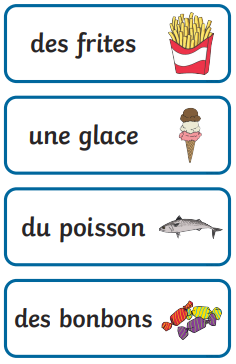 des frites
une glace
du poisson
des bonbons